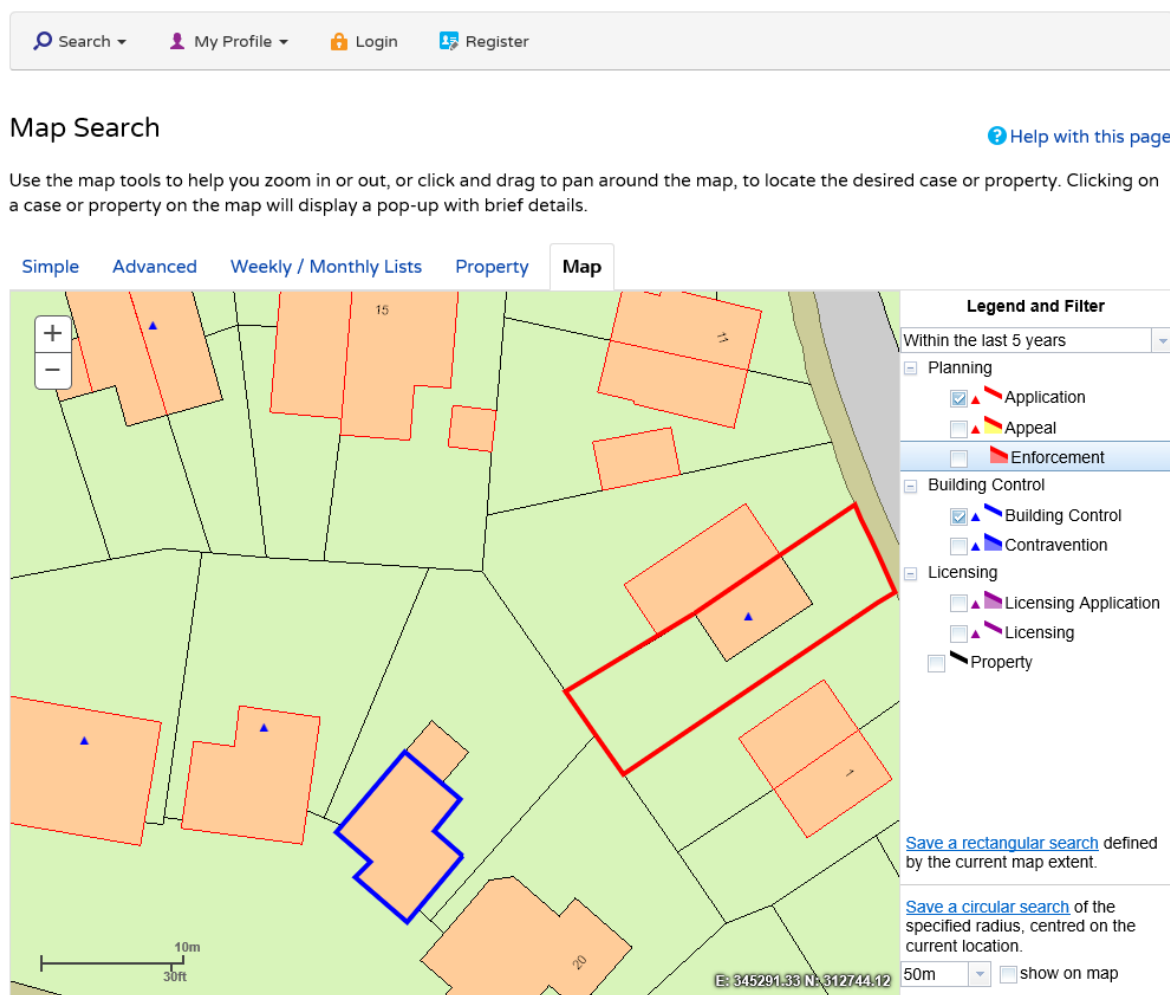 Search My Profile Login Register
Map Search
Help with this page
Use the map tools to help you zoom in or out, or click and drag to pan around the map, to locate the desired case or property. Clicking on
a case or property on the map will display a pop-up with brief details.
Simple Advanced Weekly / Monthly Lists Property Map
+
−
15
11
1
20
10m
30ft
E: 345291.33 N: 312744.12
Legend and Filter
Within the last 5 years
Planning
Application
Appeal
Enforcement
Building Control
Building Control
Contravention
Licensing
Licensing Application
Licensing
Property
Save a rectangular search defined
by the current map extent.
Save a circular search of the
specified radius, centred on the
current location.
50m show on map